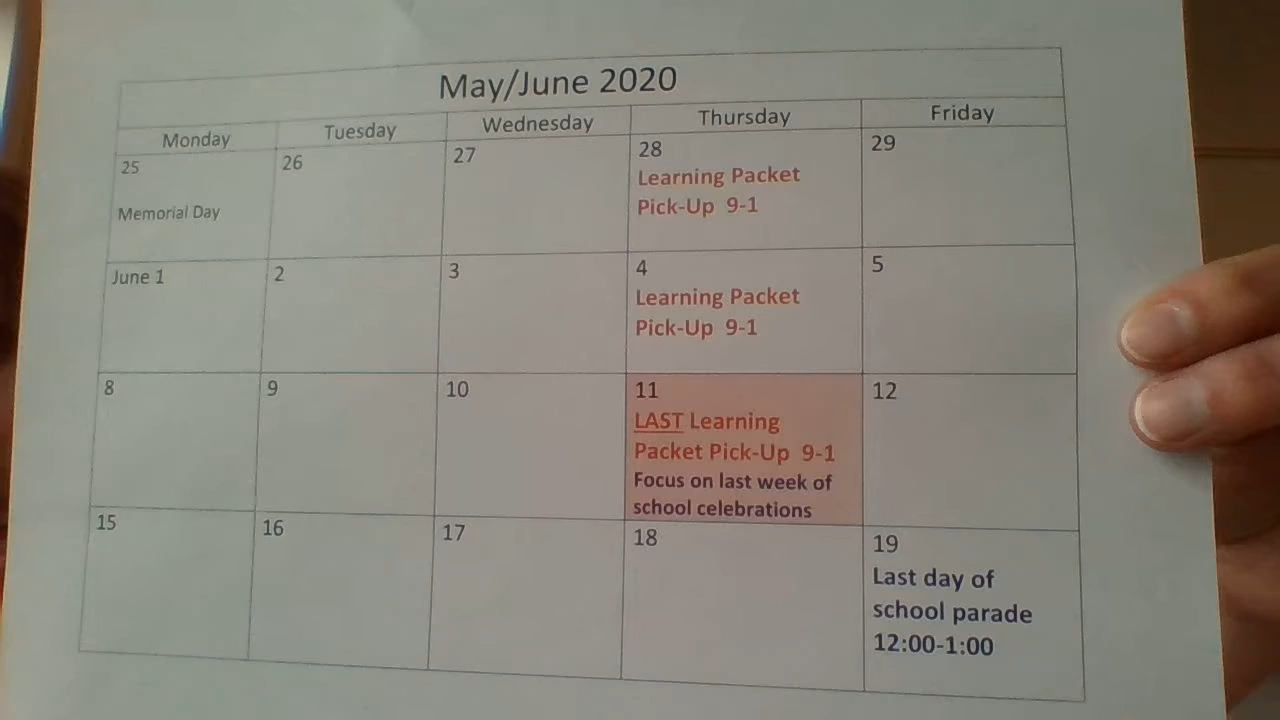 May/June 2020
Monday Tuesday Wednesday Thursday Friday
25
Memorial Day
26
27
28
Learning Packet
Pick-Up 9-1
29
June 1
2
3
4
Learning Packet
Pick-Up 9-1
5
8
9
10
11
LAST Learning
Packet Pick-Up 9-1
Focus on last week of
school celebrations
12
15
16
17
18
19
Last day of
school parade
12:00-1:00